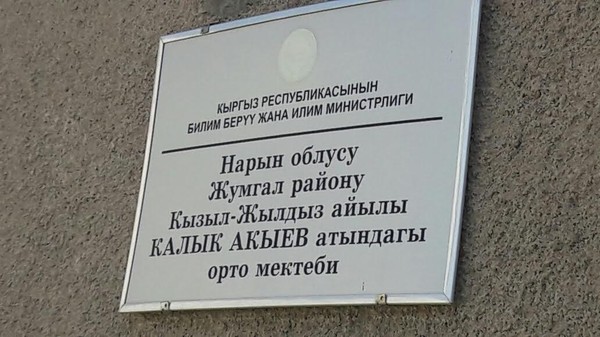 КЫРГЫЗ РЕСПУБЛИКАСЫНЫН
БИЛИМ БЕРҮҮ ЖАНА ИЛИМ МИНИСТРЛИГИ
Нарын облусу
Жумгал району
Кызыл-Жылдыз айылы
КАЛЫК АКЫЕВ атындагы
орто мектеби